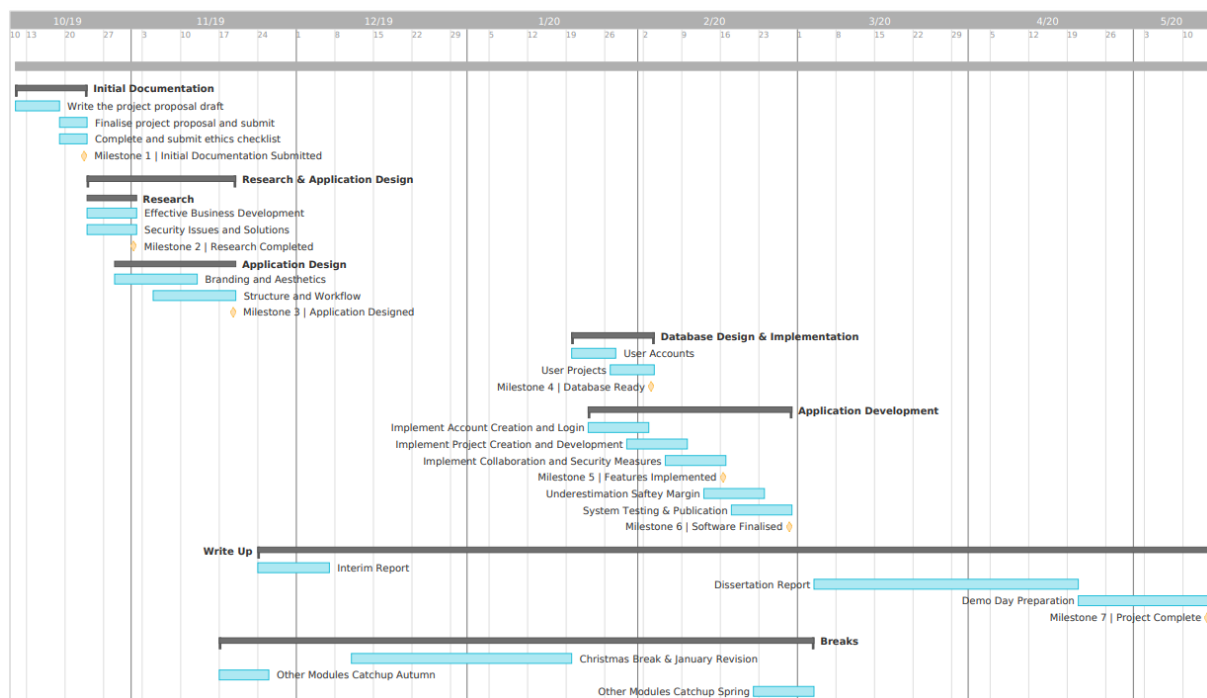 10/19 11/19 12/19 1/20 2/20 3/20 4/20 5/20
10 13 20 27 3 10 17 24 1 8 15 22 29 5 12 19 26 2 9 16 23 1 8 15 22 29 5 12 19 26 3 10
Initial Documentation
Write the project proposal draft
Finalise project proposal and submit
Complete and submit ethics checklist
Milestone 1 | Initial Documentation Submitted
Research & Application Design
Research
Effective Business Development
Security Issues and Solutions
Milestone 2 | Research Completed
Application Design
Branding and Aesthetics
Structure and Workflow
Milestone 3 | Application Designed
Database Design & Implementation
User Accounts
User Projects
Milestone 4 | Database Ready
Application Development
Implement Account Creation and Login
Implement Project Creation and Development
Implement Collaboration and Security Measures
Milestone 5 | Features Implemented
Underestimation Saftey Margin
System Testing & Publication
Milestone 6 | Software Finalised
Write Up
Interim Report
Dissertation Report
Demo Day Preparation
Milestone 7 | Project Complete
Breaks
Christmas Break & January Revision
Other Modules Catchup Autumn
Other Modules Catchup Spring